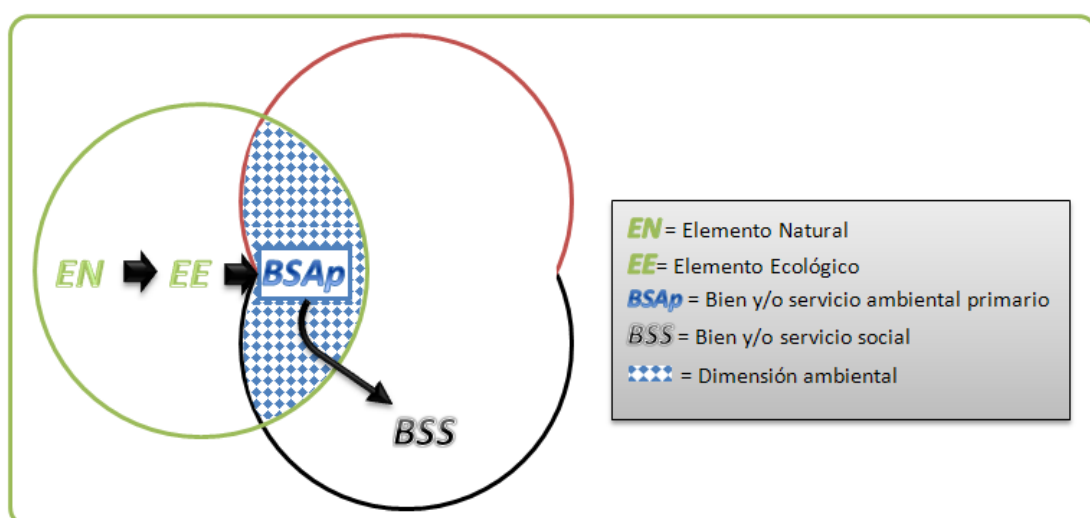 EN
EE
BSAp
BSS
EN = Elemento Natural
EE= Elemento Ecológico
BSAp = Bien y/o servicio ambiental primario
BSS = Bien y/o servicio social
= Dimensión ambiental